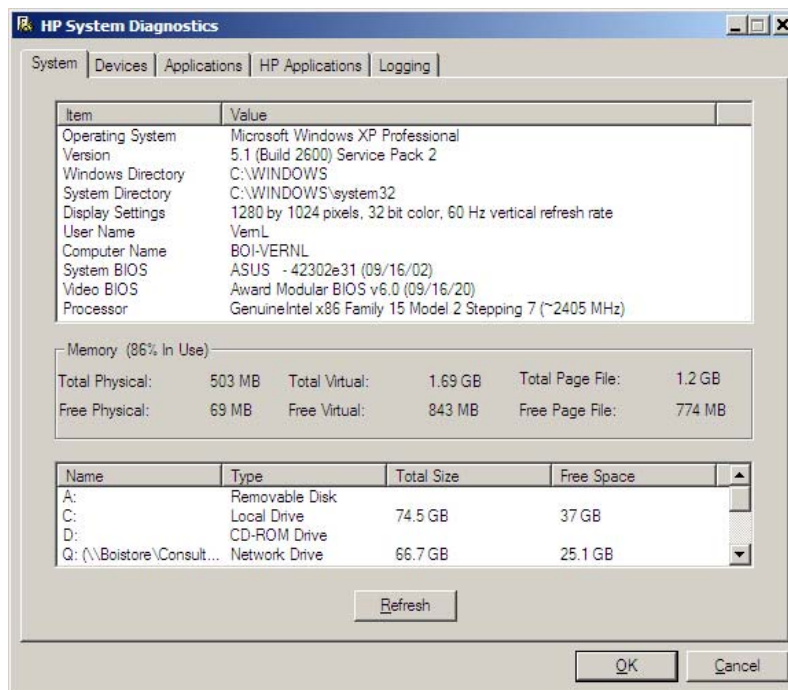 HP System Diagnostics
System Devices Applications HP Applications Logging
Item Value
Operating System Microsoft Windows XP Professional
Version 5.1 (Build 2600) Service Pack 2
Windows Directory C:\WINDOWS
System Directory C:\WINDOWS\system32
Display Settings 1280 by 1024 pixels, 32 bit color, 60 Hz vertical refresh rate
User Name VernL
Computer Name BOI-VERNL
System BIOS ASUS - 42302e31 (09/16/02)
Video BIOS Award Modular BIOS v6.0 (09/16/20)
Processor GenuineIntel x86 Family 15 Model 2 Stepping 7 (~2405 MHz)
Memory (86% In Use)
Total Physical: 503 MB Total Virtual: 1.69 GB Total Page File: 1.2 GB
Free Physical: 69 MB Free Virtual: 843 MB Free Page File: 774 MB
Name Type Total Size Free Space
A: Removable Disk
C: Local Drive 74.5 GB 37 GB
D: CD-ROM Drive
Q: (\\Boistore\Consult... Network Drive 66.7 GB 25.1 GB
Refresh
OK Cancel